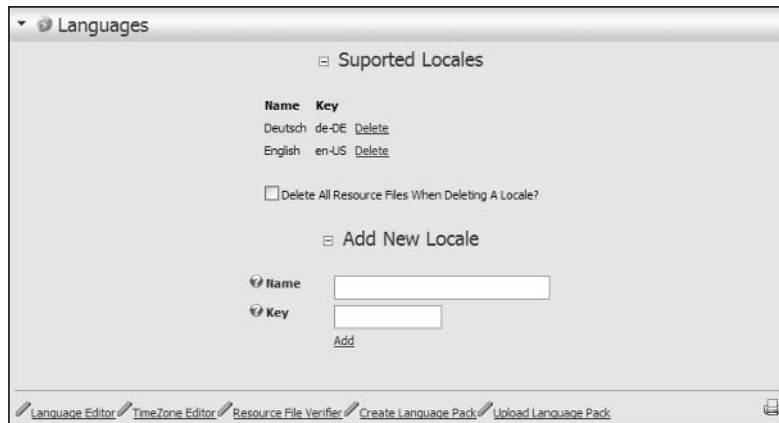 Languages
Suported Locales
Name Key
Deutsch de-DE Delete
English en-US Delete
Delete All Resource Files When Deleting A Locale?
Add New Locale
Name
Key
Add
Language Editor TimeZone Editor Resource File Verifier Create Language Pack Upload Language Pack